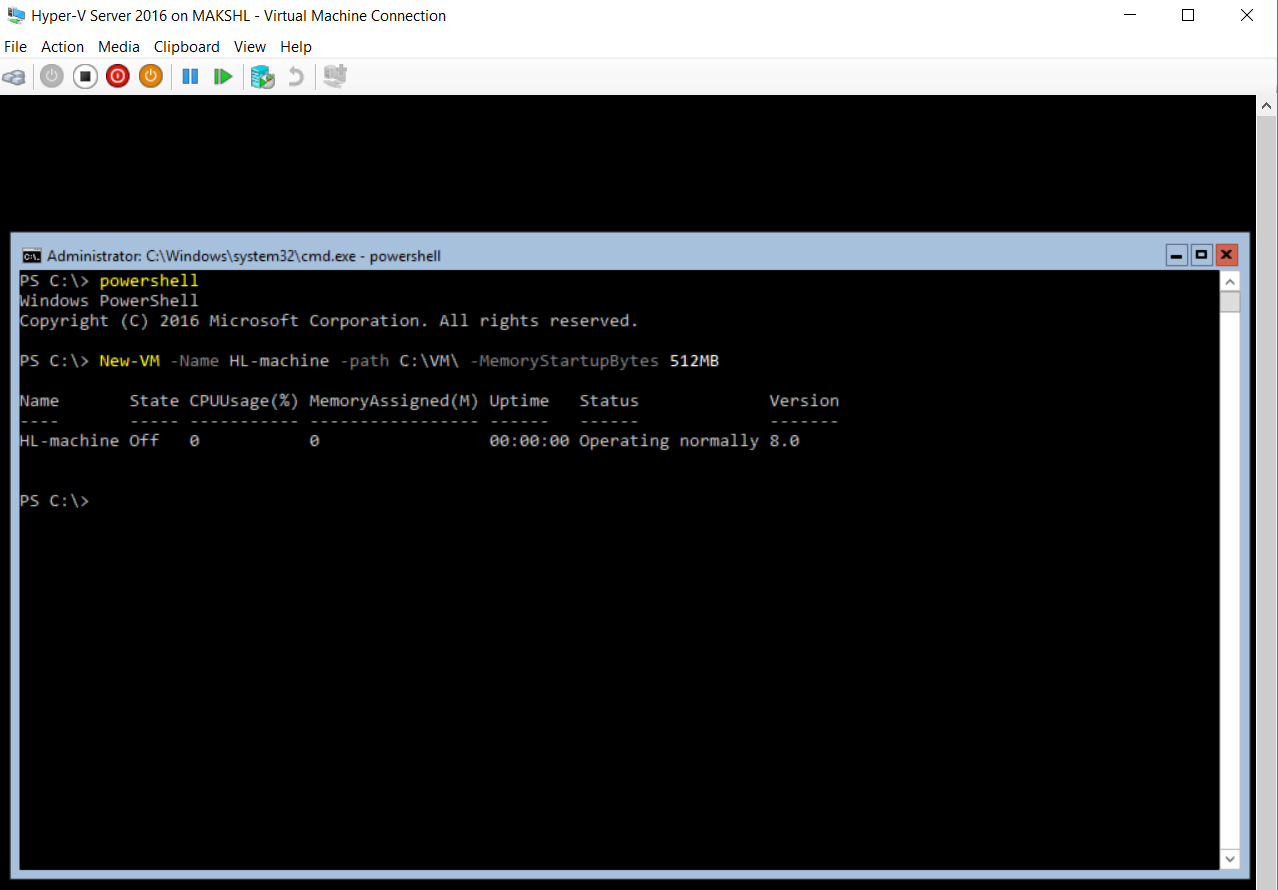 Hyper-V Server 2016 on MAKSHL - Virtual Machine Connection
File Action Media Clipboard View Help
Administrator: C:\Windows\system32\cmd.exe - powershell
PS C:\> powershell
Windows PowerShell
Copyright (C) 2016 Microsoft Corporation. All rights reserved.
PS C:\> New-VM -Name HL-machine -path C:\VM\ -MemoryStartupBytes 512MB
Name       State CPUUsage(%) MemoryAssigned(M) Uptime   Status             Version
----       ----- ----------- ----------------- ------   ------             -------
HL-machine Off   0           0                 00:00:00 Operating normally 8.0
PS C:\>